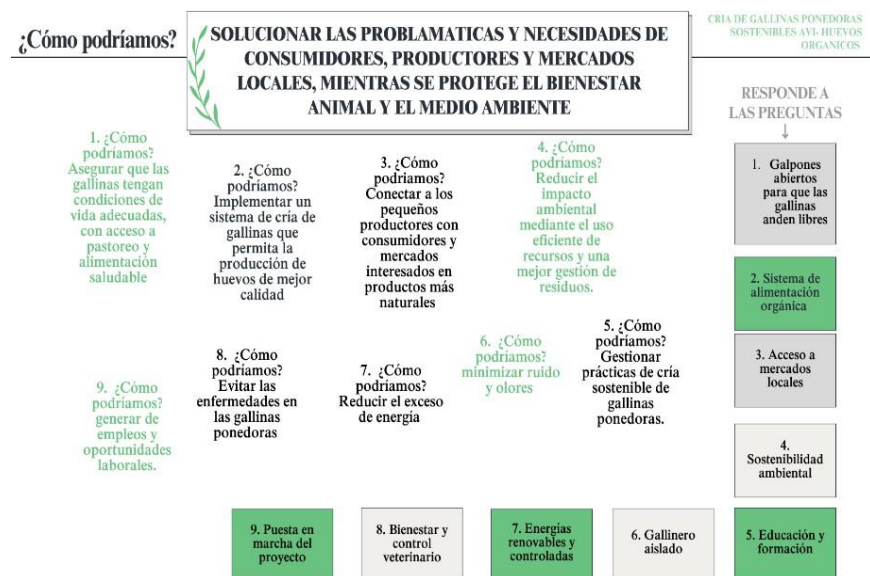 ¿Cómo podríamos?
SOLUCIONAR LAS PROBLAMATICAS Y NECESIDADES DE
CONSUMIDORES, PRODUCTORES Y MERCADOS
LOCALES, MIENTRAS SE PROTEGE EL BIENESTAR
ANIMAL Y EL MEDIO AMBIENTE
CRIA DE GALLINAS PONEDORAS
SOSTENIBLES AVI- HUEVOS
ORGANICOS
RESPONDE A
LAS PREGUNTAS
1. ¿Cómo
podríamos?
Asegurar que las
gallinas tengan
condiciones de
vida adecuadas,
con acceso a
pastoreo y
alimentación
saludable
2. ¿Cómo
podríamos?
Implementar un
sistema de cría de
gallinas que
permita la
producción de
huevos de mejor
calidad
3. ¿Cómo
podríamos?
Conectar a los
pequeños
productores con
consumidores y
mercados
interesados en
productos más
naturales
4. ¿Cómo
podríamos?
Reducir el
impacto
ambiental
mediante el uso
eficiente de
recursos y una
mejor gestión de
residuos.
5. ¿Cómo
podríamos?
Gestionar
prácticas de cría
sostenible de
gallinas
ponedoras.
6. ¿Cómo
podríamos?
minimizar ruido
y olores
7. ¿Cómo
podríamos?
Reducir el exceso
de energía
8. ¿Cómo
podríamos?
Evitar las
enfermedades en
las gallinas
ponedoras
9. ¿Cómo
podríamos?
generar de
empleos y
oportunidades
laborales.
1. Galpones
abiertos
para que las
gallinas
anden libres
2. Sistema de
alimentación
orgánica
3. Acceso a
mercados
locales
4.
Sostenibilidad
ambiental
5. Educación y
formación
6. Gallinero
aislado
7. Energías
renovables y
controladas
8. Bienestar y
control
veterinario
9. Puesta en
marcha del
proyecto